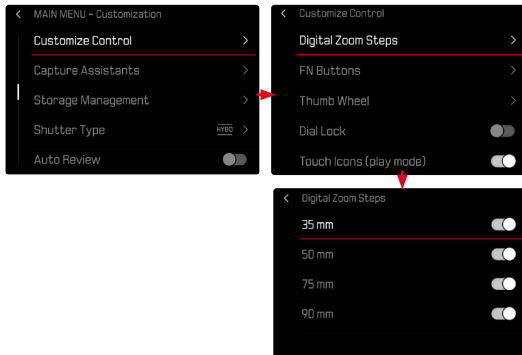 MAIN MENU – Customization
Customize Control
Capture Assistants
Storage Management
Shutter Type HYBD
Auto Review
Customize Control
Digital Zoom Steps
FN Buttons
Thumb Wheel
Dial Lock
Touch Icons (play mode)
Digital Zoom Steps
35 mm
50 mm
75 mm
90 mm